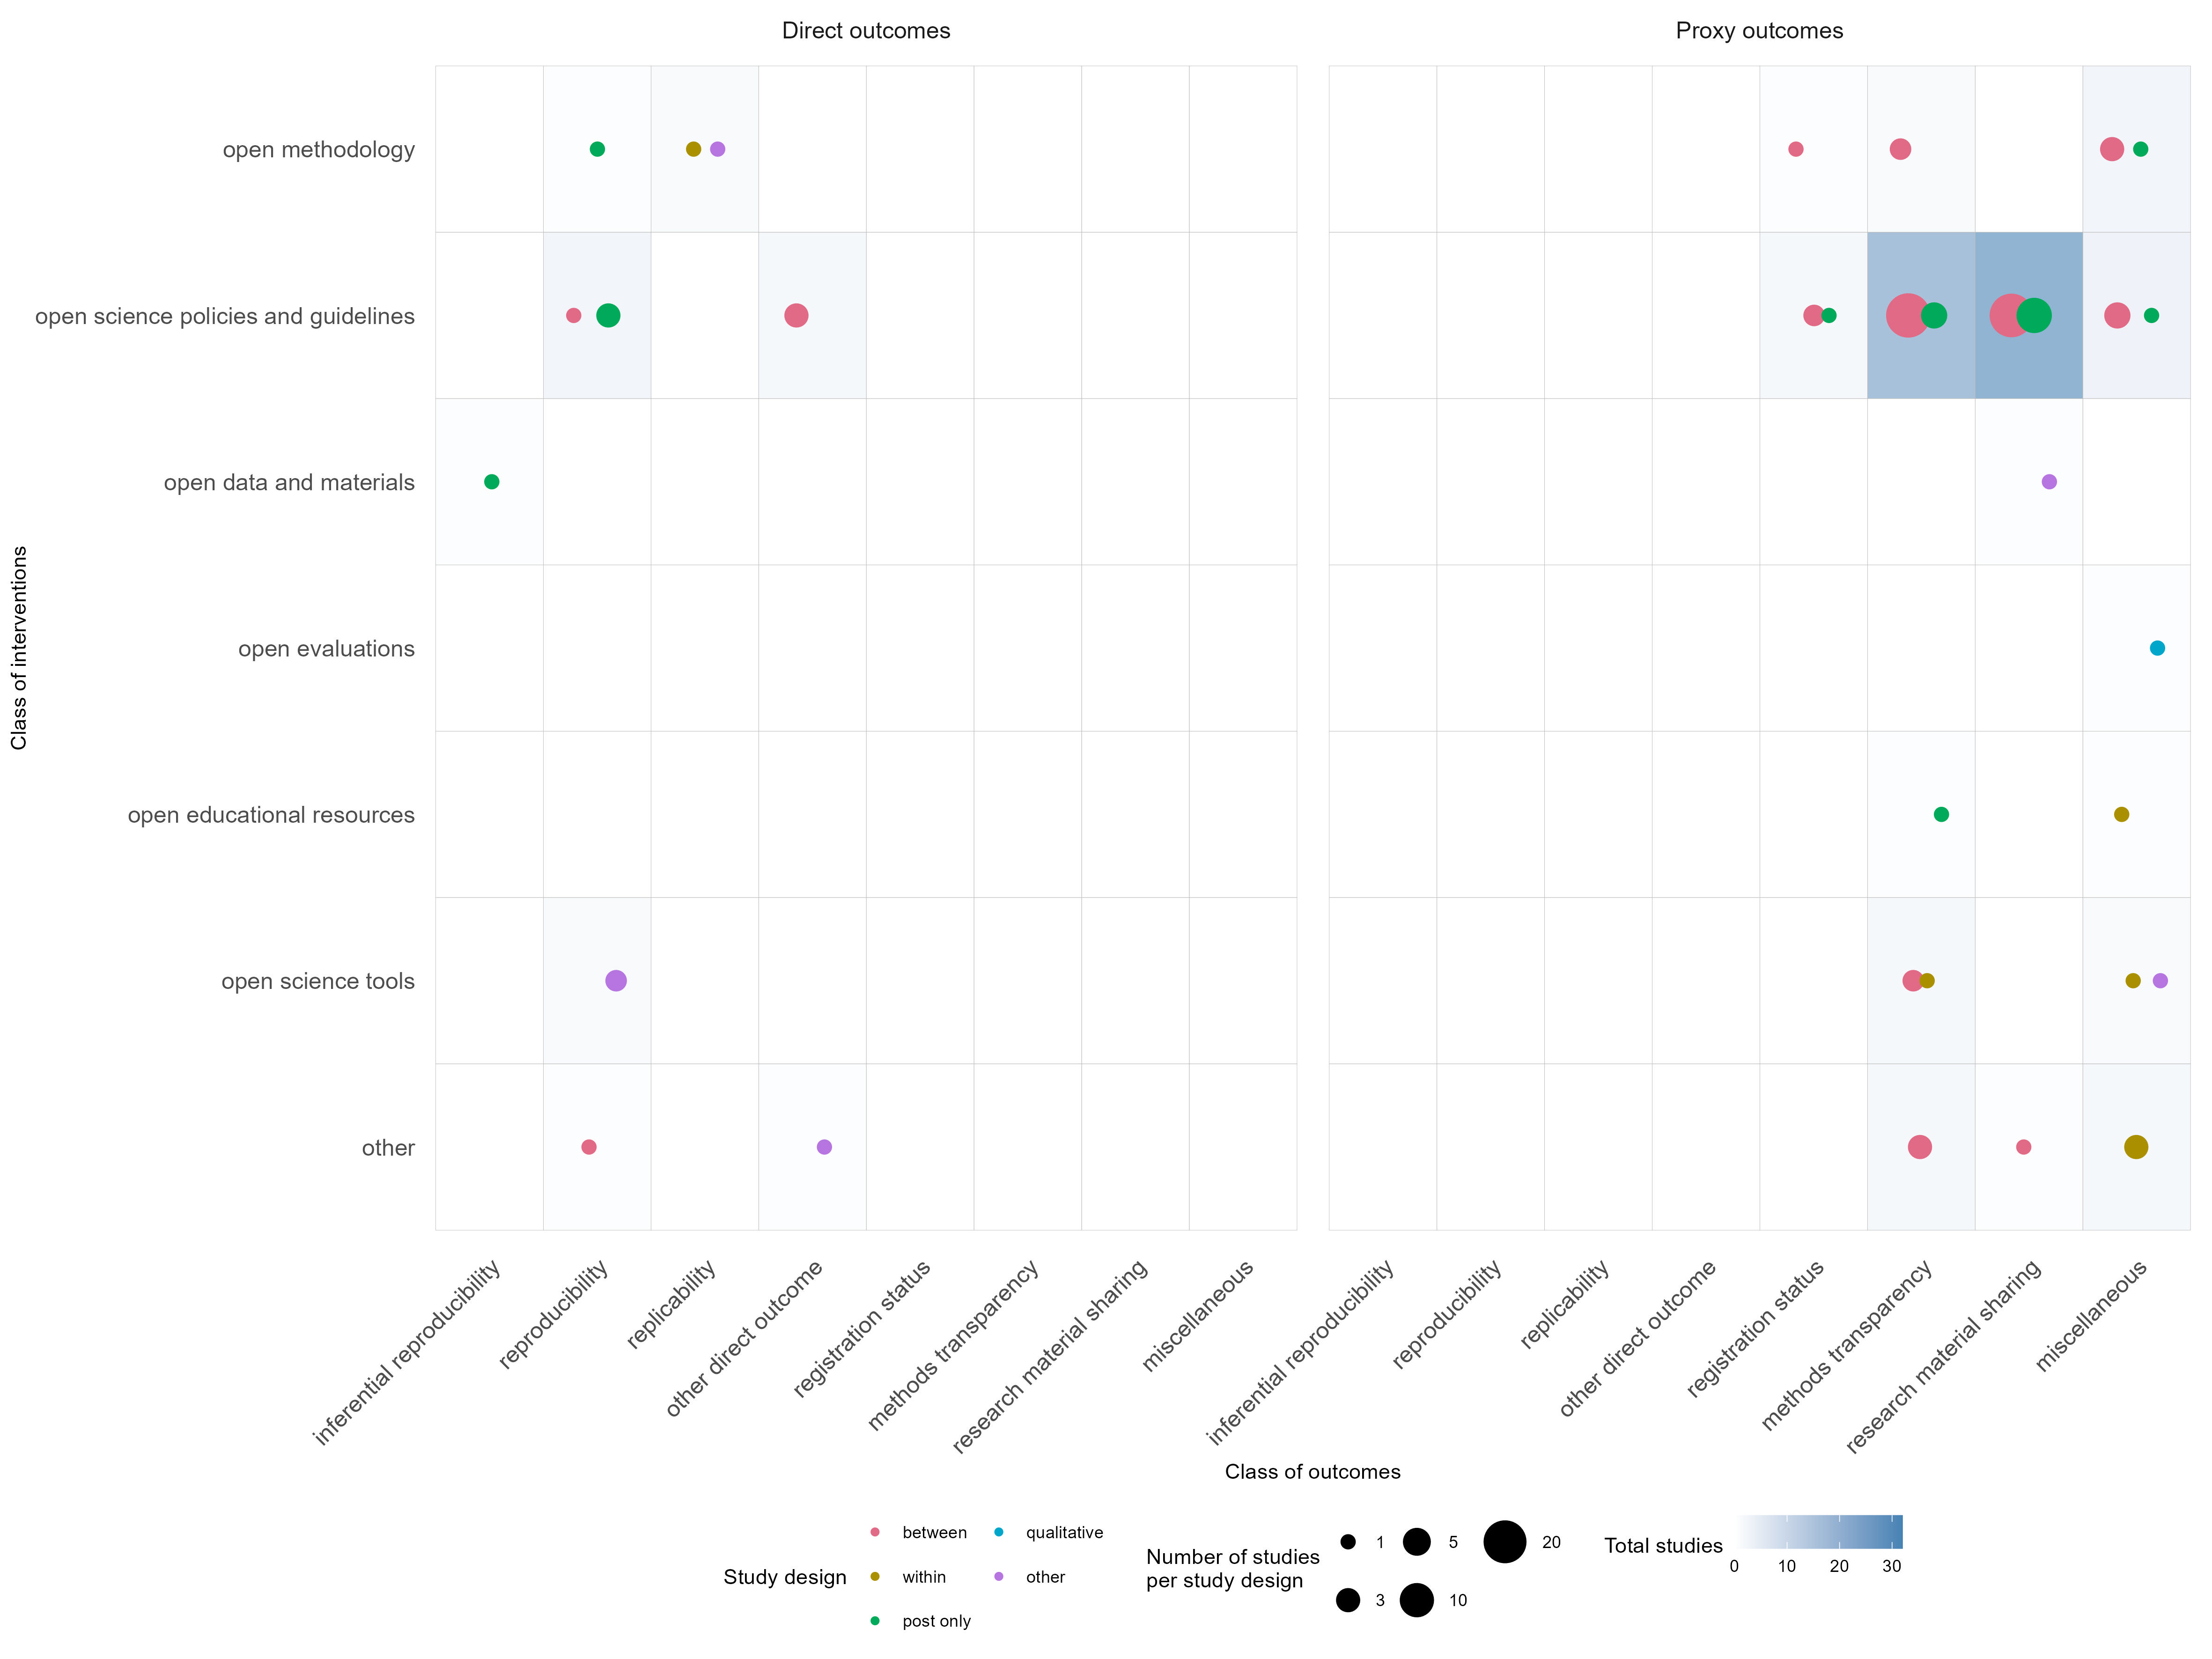 Direct outcomes
Proxy outcomes
open methodology
open science policies and guidelines
open data and materials
open evaluations
open educational resources
open science tools
other
Class of interventions
inferential reproducibility
reproducibility
replicability
other direct outcome
registration status
methods transparency
research material sharing
miscellaneous
inferential reproducibility
reproducibility
replicability
other direct outcome
registration status
methods transparency
research material sharing
miscellaneous
Class of outcomes
Study design
between
within
post only
qualitative
other
Number of studies
per study design
1
3
5
10
20
Total studies
0 10 20 30